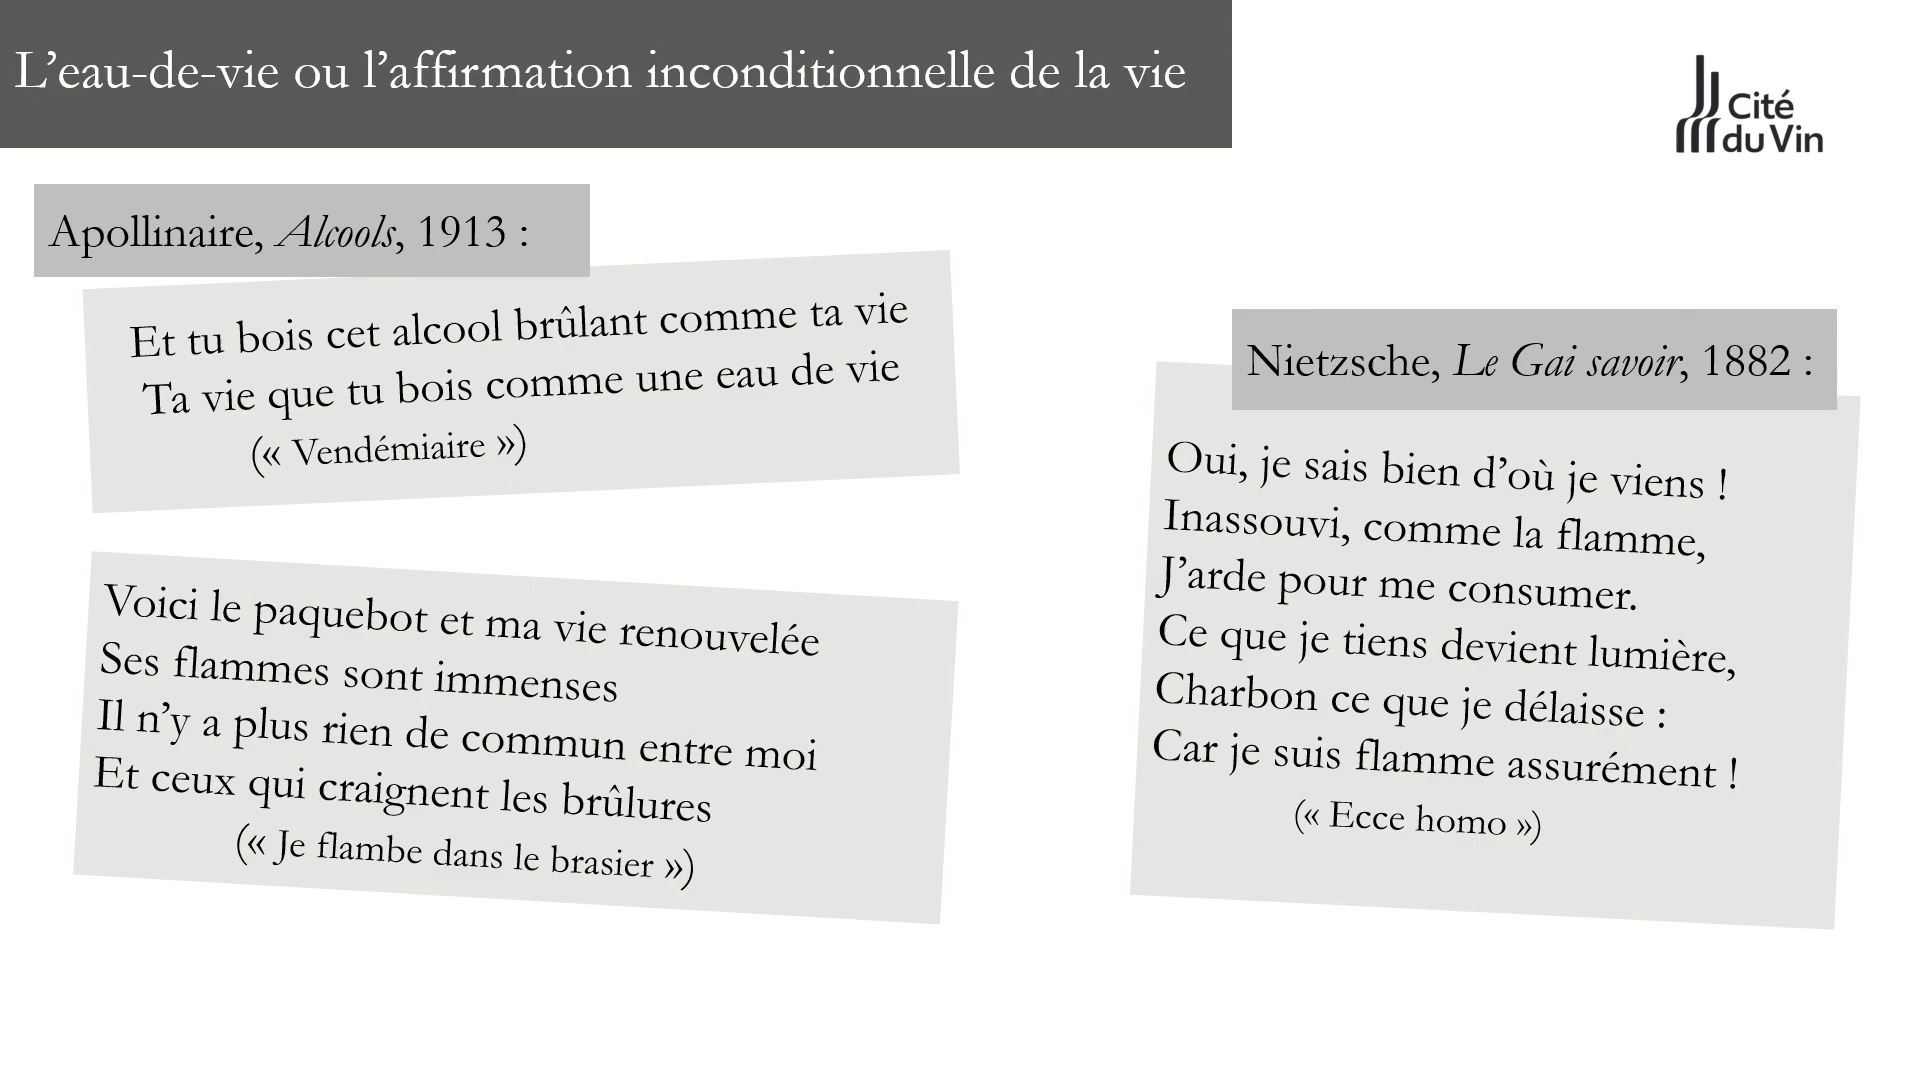 L’eau-de-vie ou l’affirmation inconditionnelle de la vie
Cité
du Vin
Apollinaire, Alcools, 1913 :
Et tu bois cet alcool brûlant comme ta vie
Ta vie que tu bois comme une eau de vie
(« Vendémiaire »)
Voici le paquebot et ma vie renouvelée
Ses flammes sont immenses
Il n’y a plus rien de commun entre moi
Et ceux qui craignent les brûlures
(« Je flambe dans le brasier »)
Nietzsche, Le Gai savoir, 1882 :
Oui, je sais bien d’où je viens !
Inassouvi, comme la flamme,
J’arde pour me consumer.
Ce que je tiens devient lumière,
Charbon ce que je délaisse :
Car je suis flamme assurément !
(« Ecce homo »)